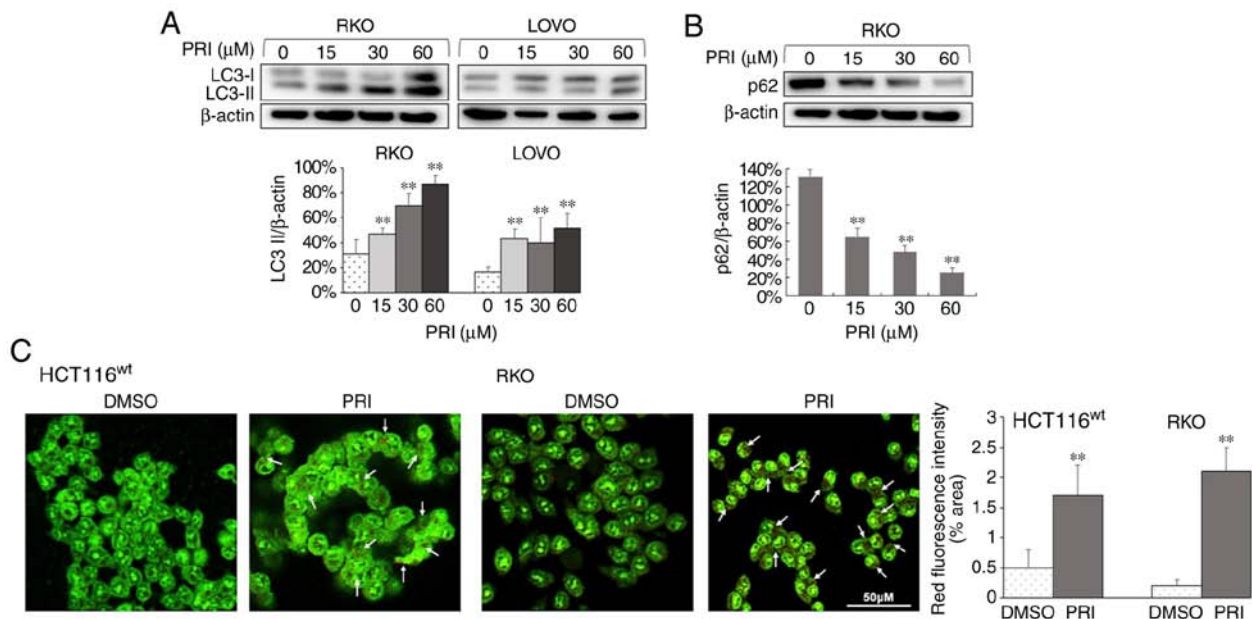 A
RKO
LOVO
PRI (μM)
0 15 30 60
0 15 30 60
LC3-I
LC3-II
β-actin
RKO
LOVO
LC3 II/β-actin
100%
80%
60%
40%
20%
0%
**
**
**
**
**
**
0 15 30 60
0 15 30 60
PRI (μM)
B
RKO
PRI (μM) 0 15 30 60
p62
β-actin
p62/β-actin
140%
120%
100%
80%
60%
40%
20%
0%
**
**
**
0 15 30 60
PRI (μM)
C
HCT116wt
RKO
DMSO
PRI
DMSO
PRI
50μM
Red fluorescence intensity
(% area)
3
2.5
2
1.5
1
0.5
0
HCT116wt
RKO
**
**
DMSO PRI
DMSO PRI